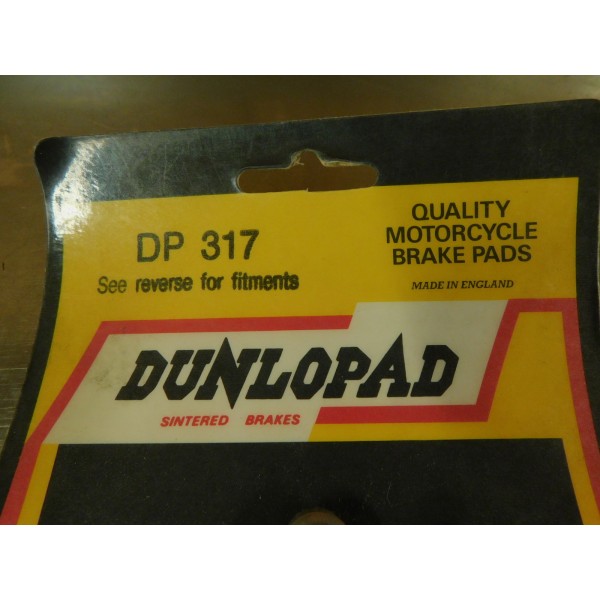 DP 317
See reverse for fitments
QUALITY
MOTORCYCLE
BRAKE PADS
MADE IN ENGLAND
DUNLOPAD
SINTERED BRAKES